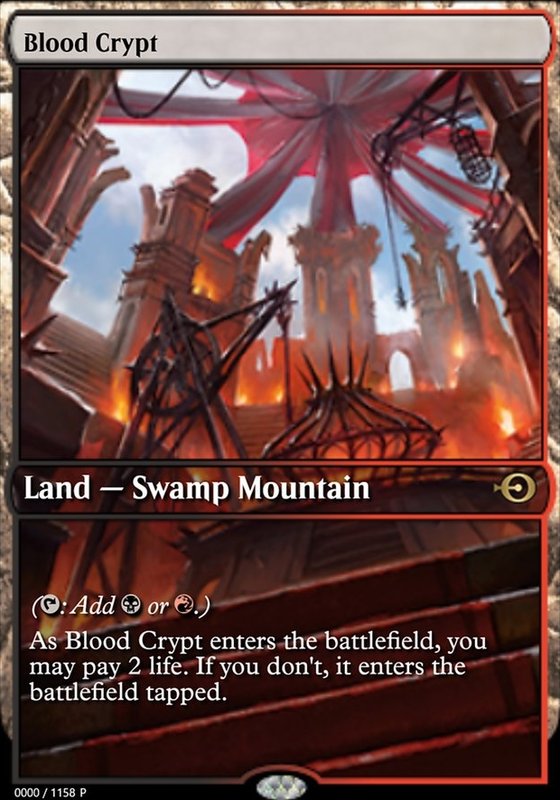 Blood Crypt
Land — Swamp Mountain
(: Add or .)
As Blood Crypt enters the battlefield, you
may pay 2 life. If you don't, it enters the
battlefield tapped.
0000 / 1158 P